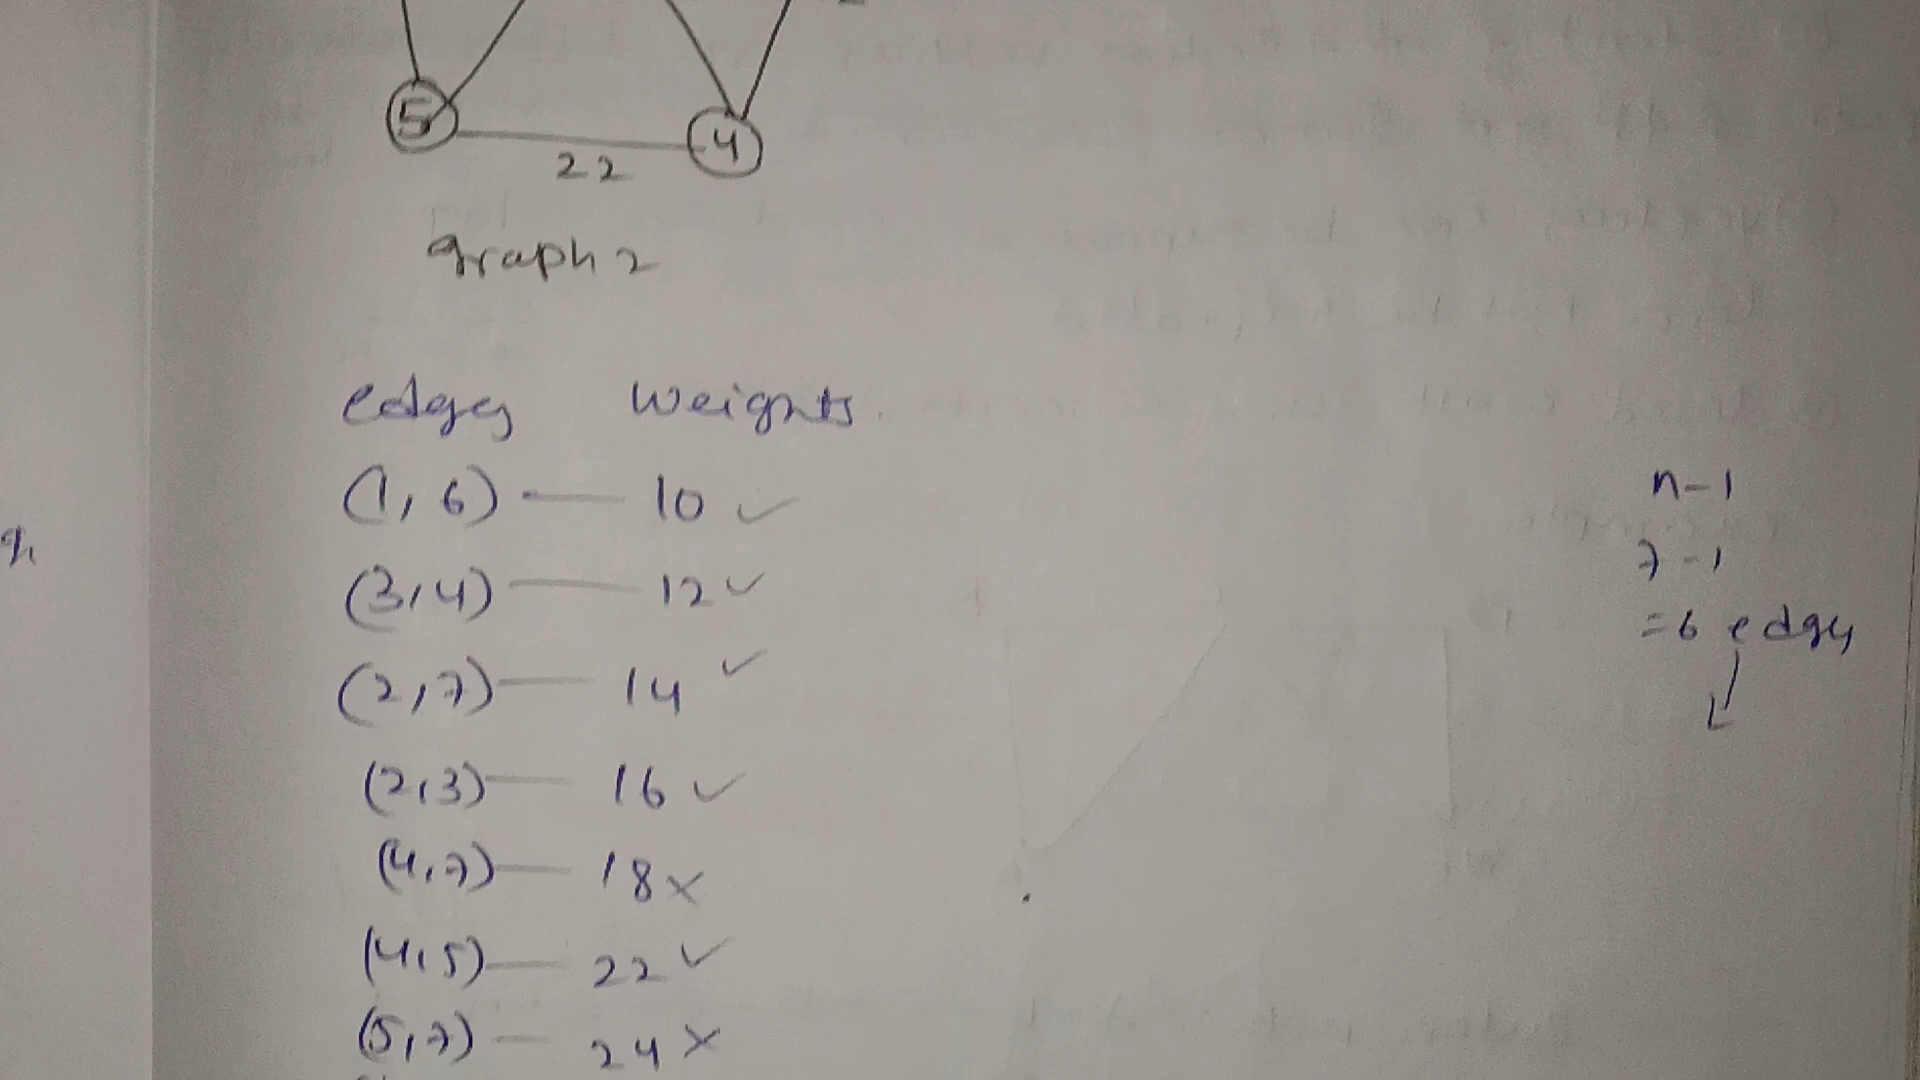 5
4
22
graph 2
edges weights
(1,6) — 10 ✓
(3,4) — 12 ✓
(2,7) — 14 ✓
(2,3) — 16 ✓
(4,7) — 18 ×
(4,5) — 22 ✓
(5,7) — 24 ×
n-1
7-1
=6 edges